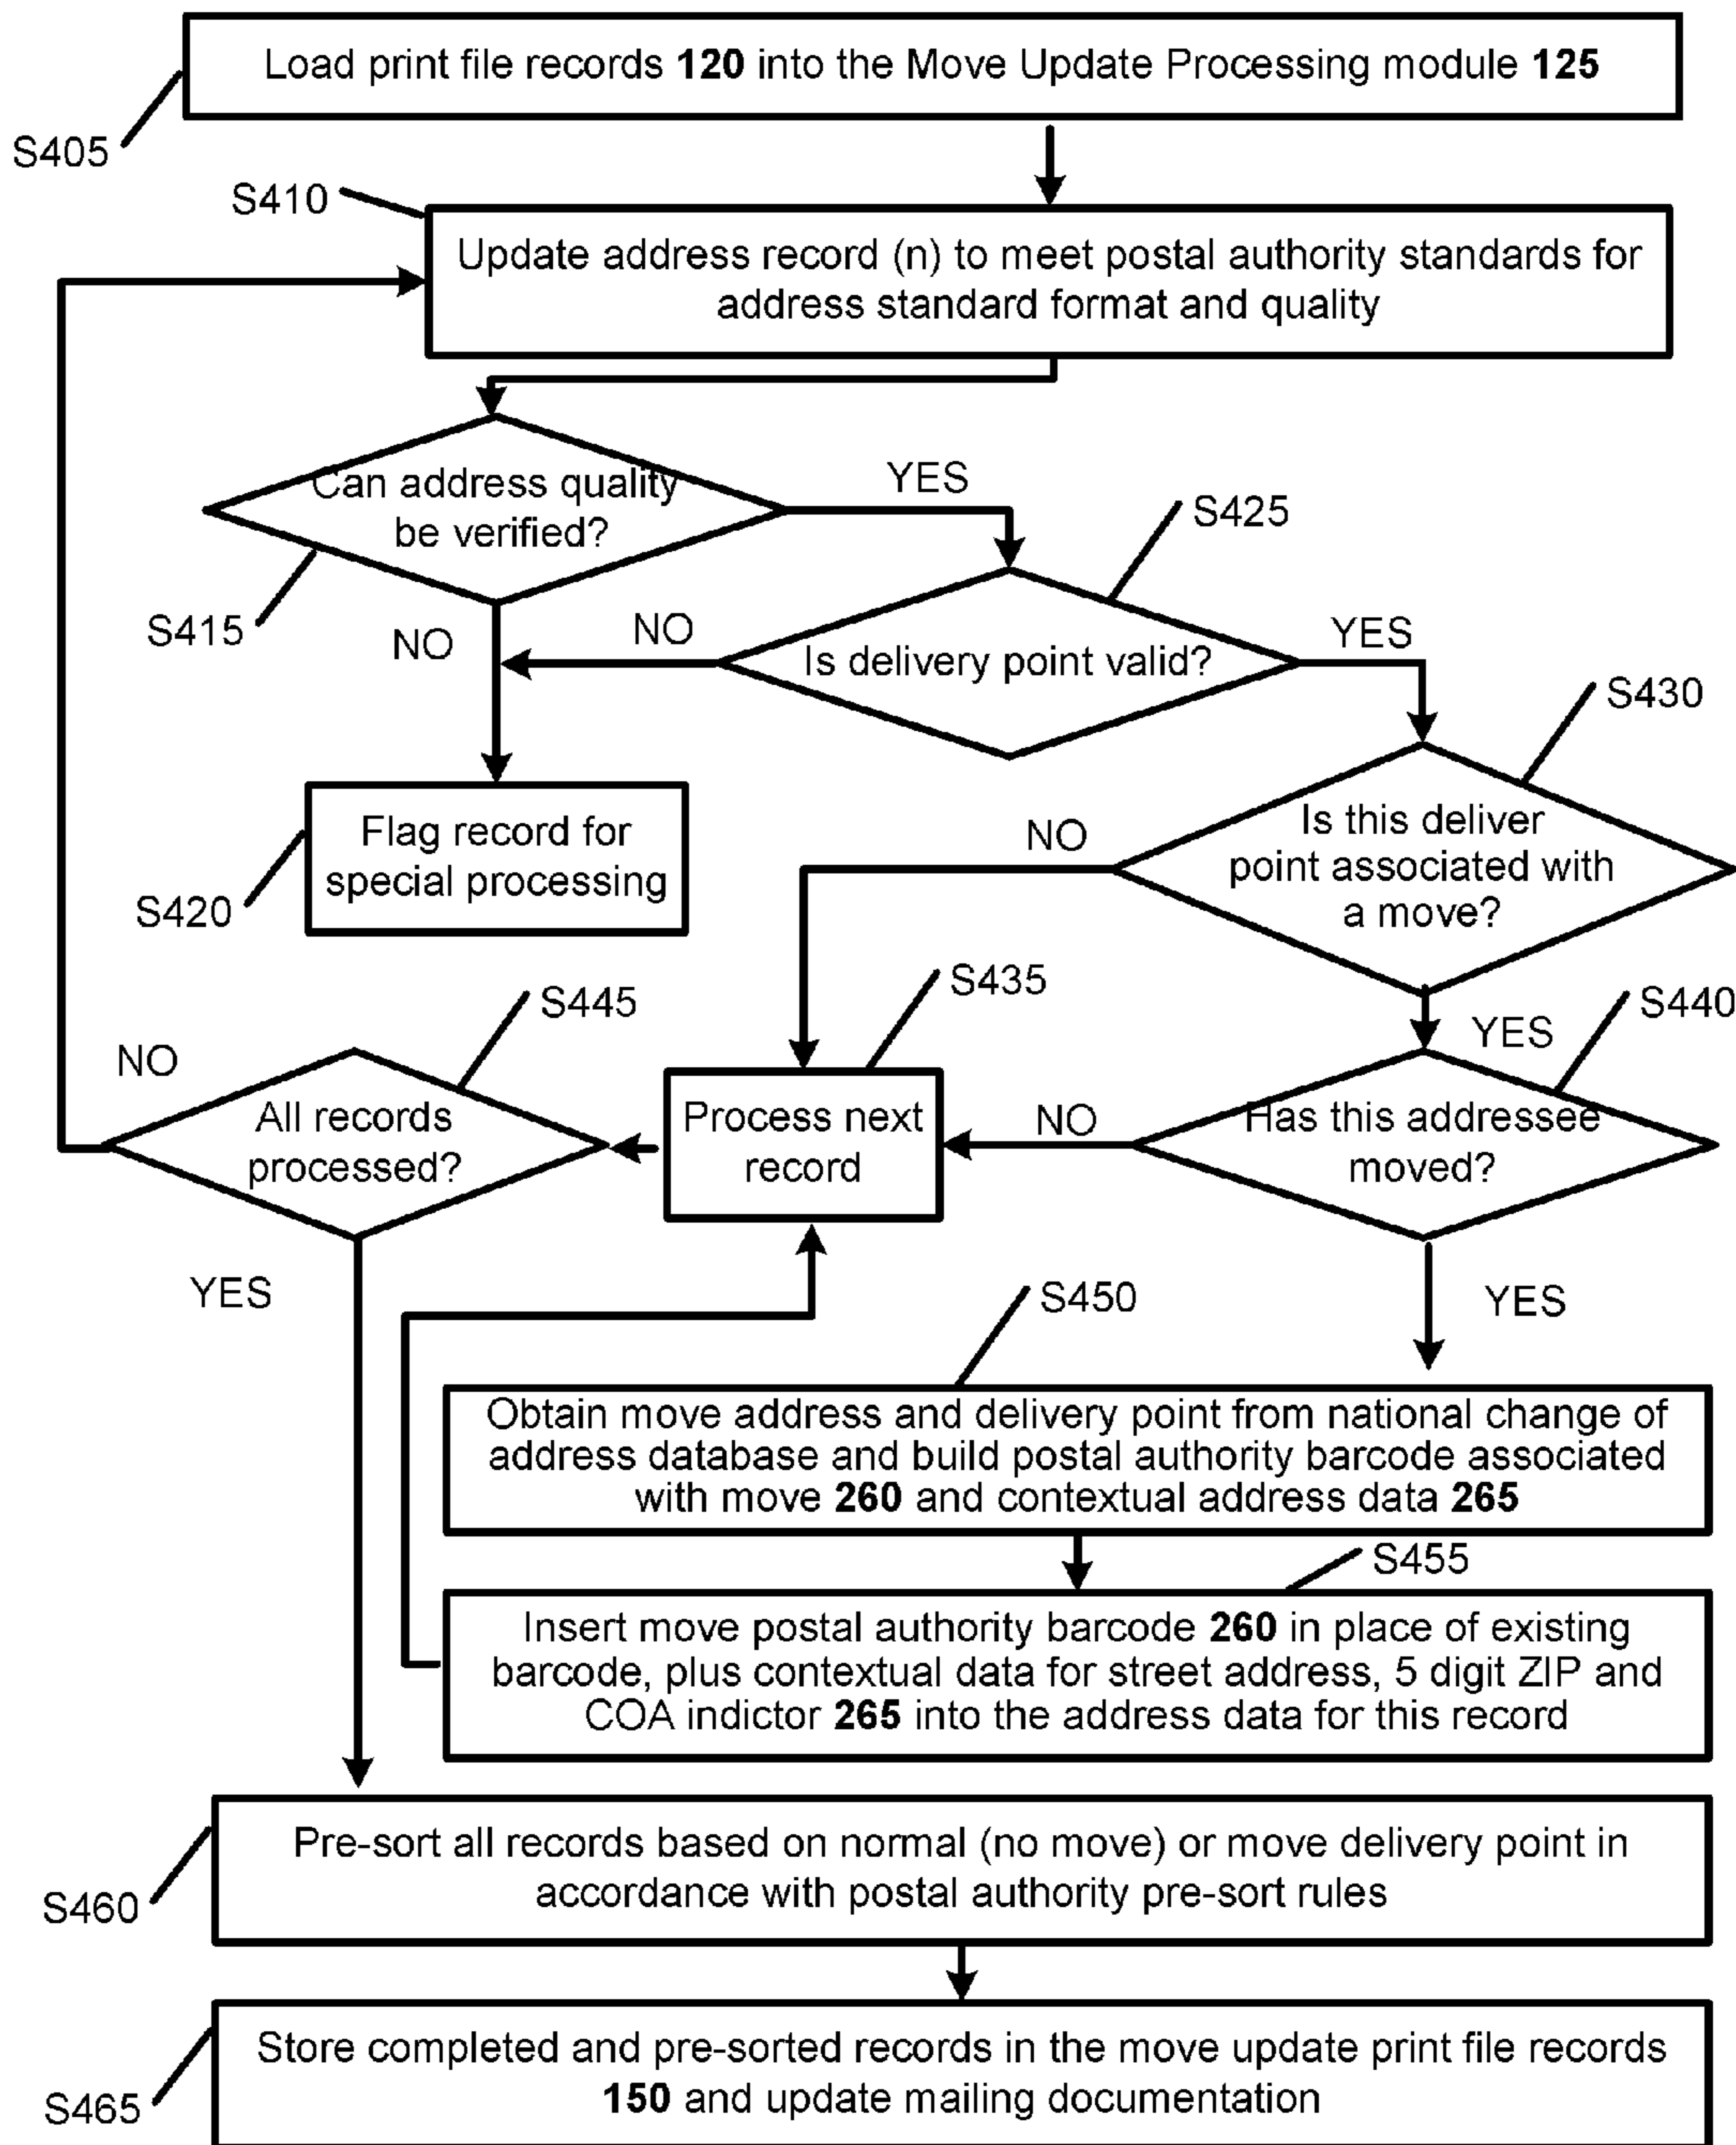 Load print file records 120 into the Move Update Processing module 125
S405
S410
Update address record (n) to meet postal authority standards for
address standard format and quality
Can address quality
be verified?
YES
S425
S415
NO
NO
Is delivery point valid?
YES
S430
Flag record for
special processing
S420
NO
Is this deliver
point associated with
a move?
S435
S445
S440
NO
YES
All records
processed?
Process next
record
NO
Has this addressee
moved?
YES
S450
YES
Obtain move address and delivery point from national change of
address database and build postal authority barcode associated
with move 260 and contextual address data 265
S455
Insert move postal authority barcode 260 in place of existing
barcode, plus contextual data for street address, 5 digit ZIP and
COA indictor 265 into the address data for this record
Pre-sort all records based on normal (no move) or move delivery point in
accordance with postal authority pre-sort rules
S460
Store completed and pre-sorted records in the move update print file records
150 and update mailing documentation
S465